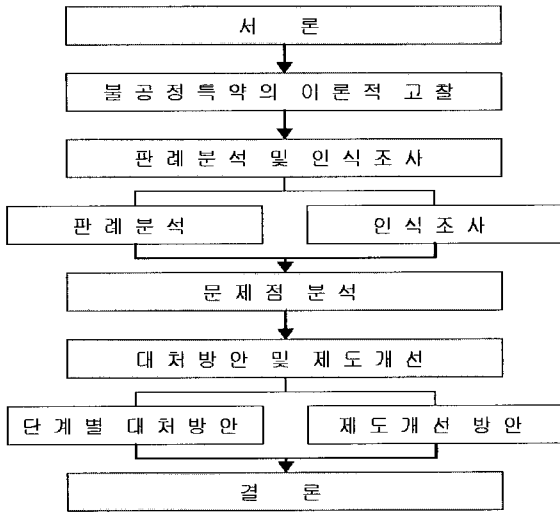 서 론
불공정특약의 이론적 고찰
판례분석 및 인식조사
판례분석
인식조사
문제점 분석
대처방안 및 제도개선
단계별 대처방안
제도개선 방안
결 론